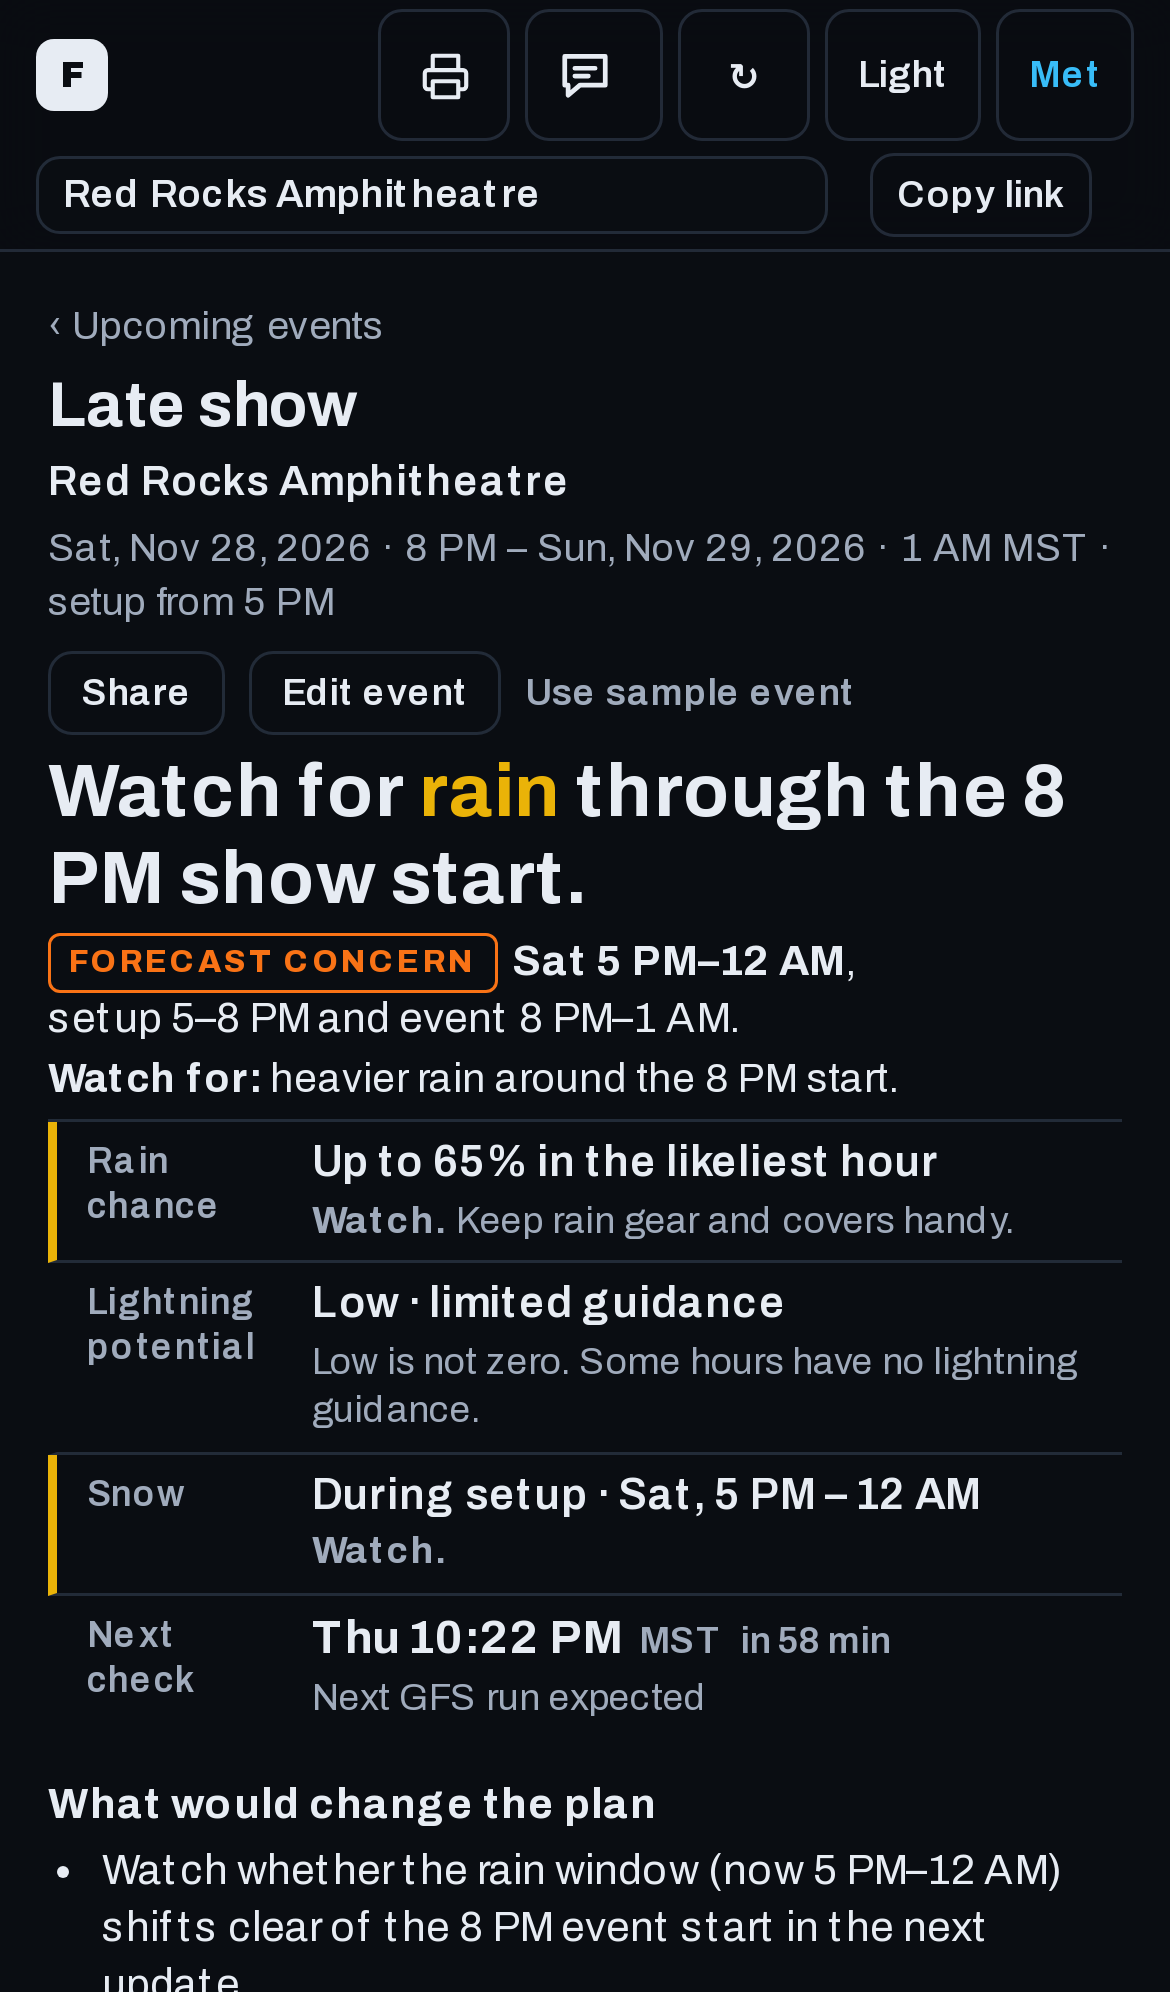 F
↻
Light
Met
Red Rocks Amphitheatre
Copy link
‹ Upcoming events
Late show
Red Rocks Amphitheatre
Sat, Nov 28, 2026 · 8 PM – Sun, Nov 29, 2026 · 1 AM MST ·
setup from 5 PM
Share
Edit event
Use sample event
Watch for rain through the 8
PM show start.
FORECAST CONCERN Sat 5 PM–12 AM,
setup 5–8 PM and event 8 PM–1 AM.
Watch for: heavier rain around the 8 PM start.
Rain
chance
Up to 65% in the likeliest hour
Watch. Keep rain gear and covers handy.
Lightning
potential
Low · limited guidance
Low is not zero. Some hours have no lightning
guidance.
Snow
During setup · Sat, 5 PM – 12 AM
Watch.
Next
check
Thu 10:22 PM MST in 58 min
Next GFS run expected
What would change the plan
• Watch whether the rain window (now 5 PM–12 AM)
shifts clear of the 8 PM event start in the next
update